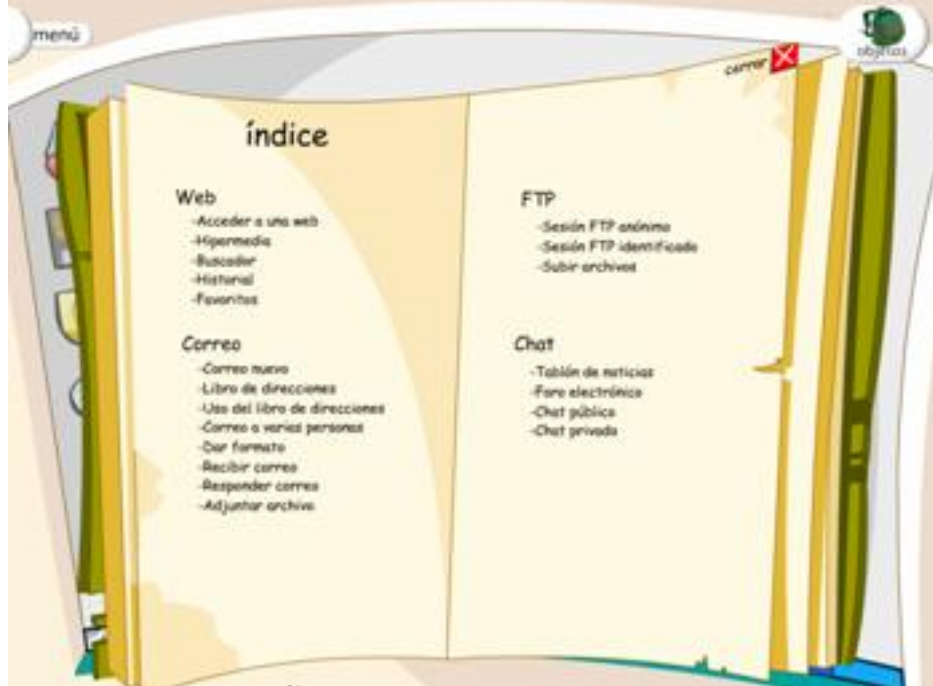 menú
objetos
cerrar
índice
Web
-Acceder a una web
-Hipermedia
-Buscador
-Historial
-Favoritos
Correo
-Correo nuevo
-Libro de direcciones
-Uso del libro de direcciones
-Correo a varias personas
-Dar formato
-Recibir correo
-Responder correo
-Adjuntar archivo
FTP
-Sesión FTP anónimo
-Sesión FTP identificado
-Subir archivos
Chat
-Tablón de noticias
-Foro electrónico
-Chat público
-Chat privado